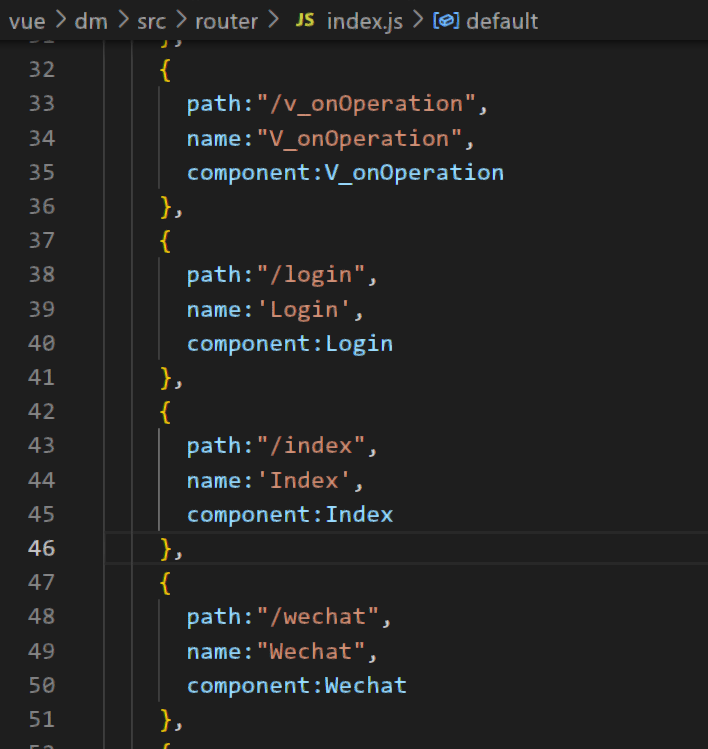 vue > dm > src > router > JS index.js > default
32 {
33 path:"/v_onOperation",
34 name:"V_onOperation",
35 component:V_onOperation
36 },
37 {
38 path:"/login",
39 name:'Login',
40 component:Login
41 },
42 {
43 path:"/index",
44 name:'Index',
45 component:Index
46 },
47 {
48 path:"/wechat",
49 name:"Wechat",
50 component:Wechat
51 },